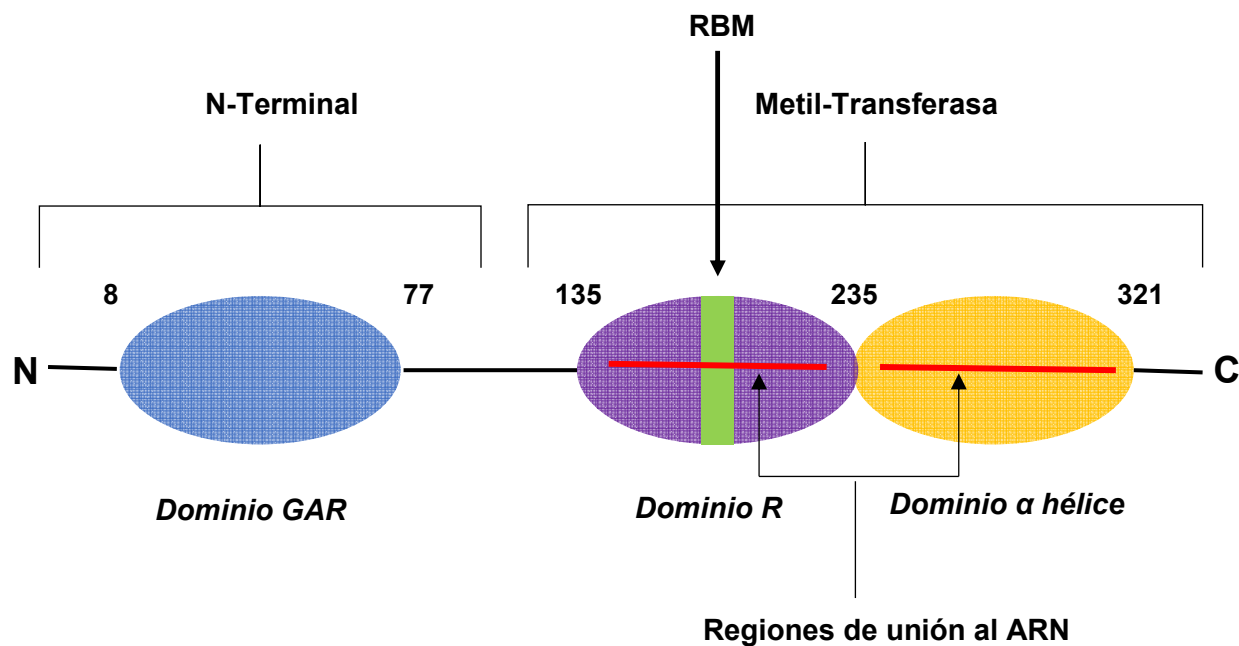 RBM
N-Terminal
Metil-Transferasa
8
77
135
235
321
N
C
Dominio GAR
Dominio R
Dominio α hélice
Regiones de unión al ARN